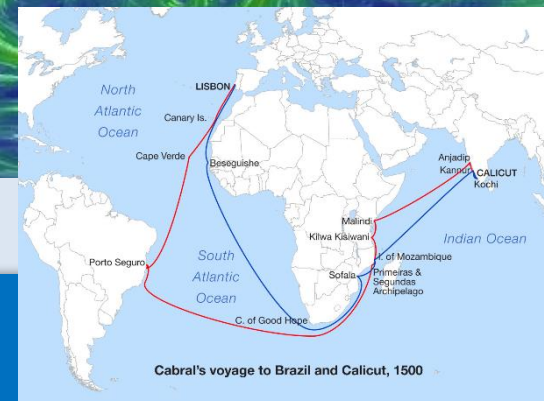 North
Atlantic
Ocean
LISBON
Canary Is.
Cape Verde
Beseguishe
Anjadip
Kannur
CALICUT
Kochi
Malindi
Kilwa Kisiwani
Indian Ocean
I. of Mozambique
Porto Seguro
South
Atlantic
Ocean
Sofala
Primeiras &
Segundas
Archipelago
C. of Good Hope
Cabral's voyage to Brazil and Calicut, 1500